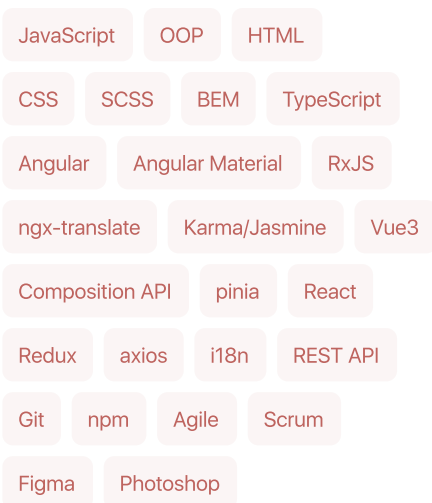 JavaScript OOP HTML
CSS SCSS BEM TypeScript
Angular Angular Material RxJS
ngx-translate Karma/Jasmine Vue3
Composition API pinia React
Redux axios i18n REST API
Git npm Agile Scrum
Figma Photoshop